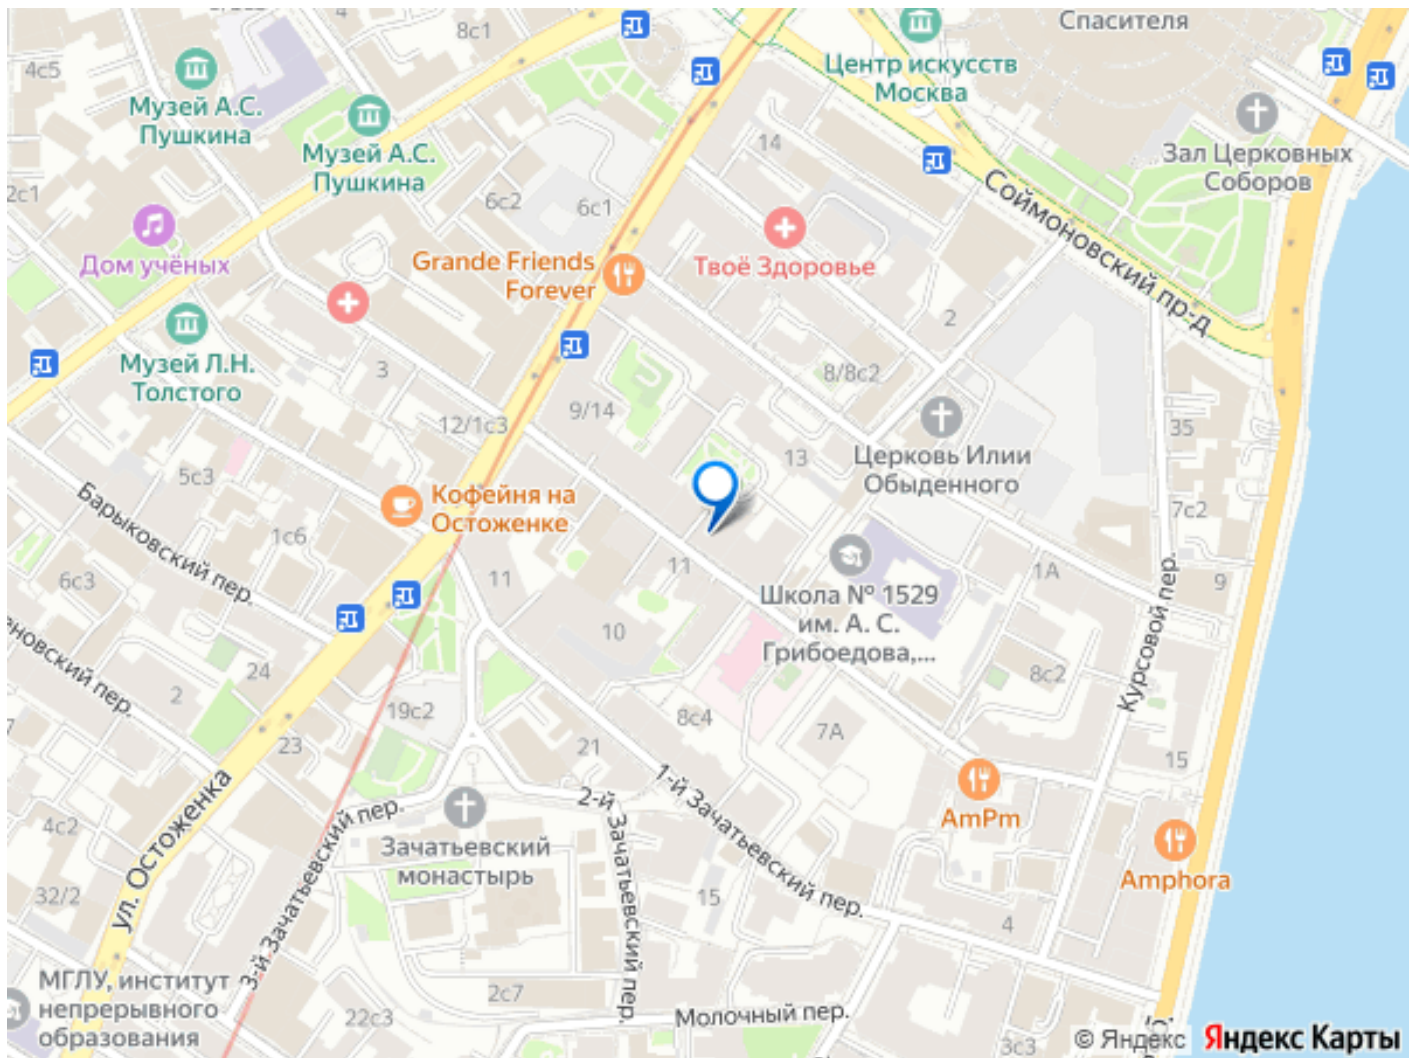 8с1
Спасителя
4с5
Музей А.С.
Пушкина
Центр искусств
Москва
Музей А.С.
Пушкина
14
Зал Церковных
Соборов
2с1
6с2
6с1
Соймоновский пр-д
Дом учёных
Grande Friends
Forever
Твоё Здоровье
2
Музей Л.Н.
Толстого
3
8/8с2
9/14
12/1с3
35
Церковь Илии
Обыденного
13
5с3
Кофейня на
Остоженке
7с2
Барыковский пер.
1с6
6с3
11
11
1А
9
Школа № 1529
им. А. С.
Грибоедова,...
10
Курсовой пер.
24
2
8с2
19с2
8с4
7А
23
21
15
ул. Остоженка
1-й Зачатьевский пер.
2-й Зачатьевский пер.
3-й Зачатьевский пер.
AmPm
4с2
Зачатьевский
монастырь
Amphora
32/2
15
4
МГЛУ, институт
непрерывного
образования
2с7
22с3
Молочный пер.
3с3
© Яндекс Яндекс Карты